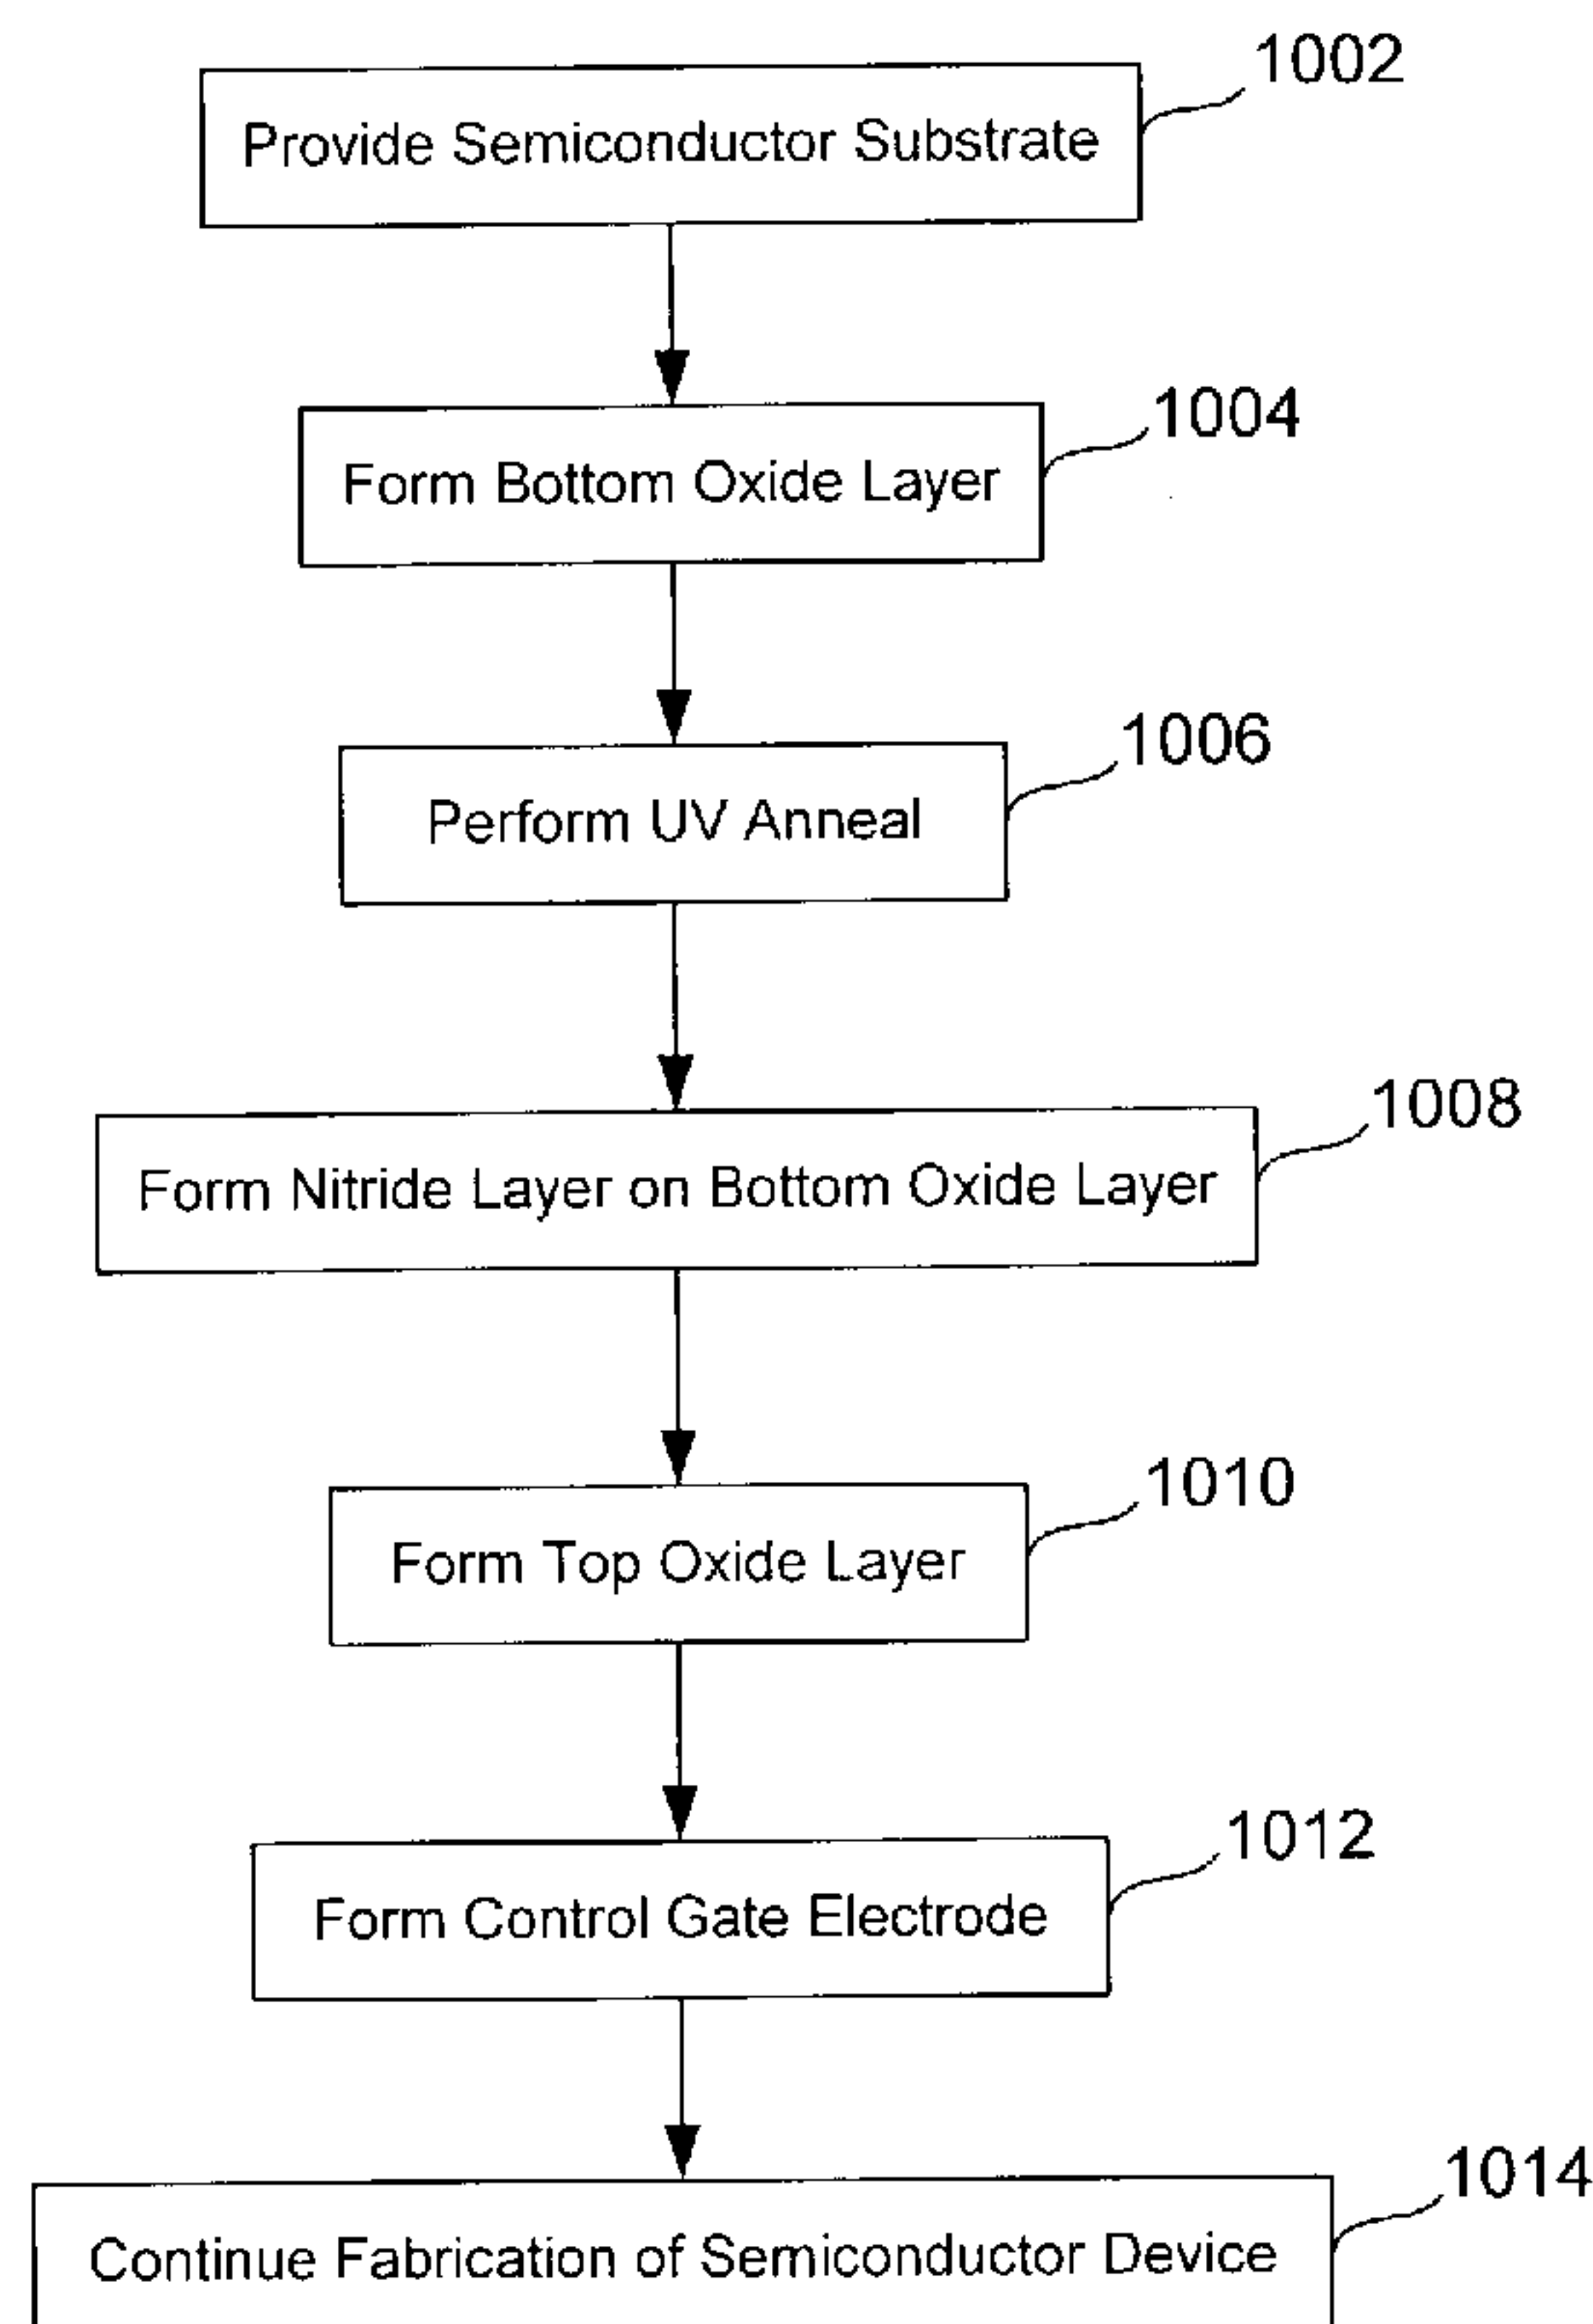 1002
Provide Semiconductor Substrate
1004
Form Bottom Oxide Layer
1006
Perform UV Anneal
1008
Form Nitride Layer on Bottom Oxide Layer
1010
Form Top Oxide Layer
1012
Form Control Gate Electrode
1014
Continue Fabrication of Semiconductor Device